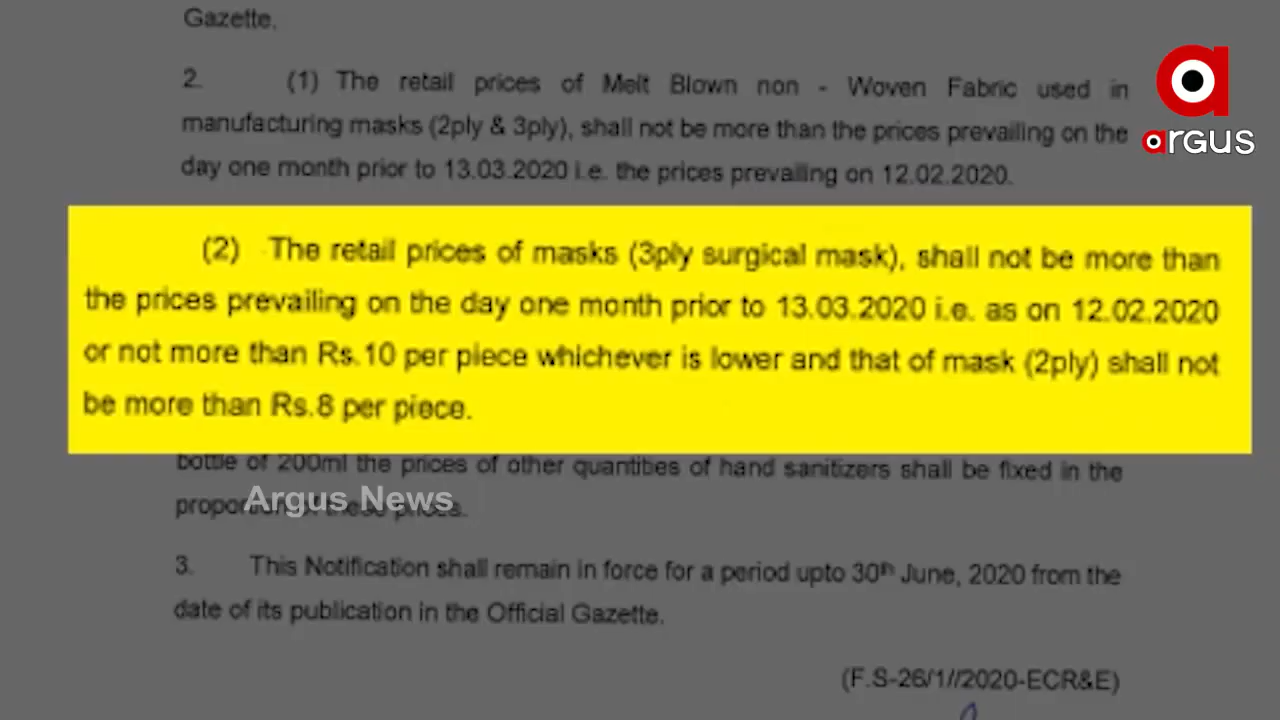 Gazette.
2. (1) The retail prices of Melt Blown non - Woven Fabric used in
manufacturing masks (2ply & 3ply), shall not be more than the prices prevailing on the
day one month prior to 13.03.2020 i.e. the prices prevailing on 12.02.2020.
argus
(2) The retail prices of masks (3ply surgical mask), shall not be more than
the prices prevailing on the day one month prior to 13.03.2020 i.e. as on 12.02.2020
or not more than Rs.10 per piece whichever is lower and that of mask (2ply) shall not
be more than Rs.8 per piece.
bottle of 200ml the prices of other quantities of hand sanitizers shall be fixed in the
Argus News
these prices.
3. This Notification shall remain in force for a period upto 30th June, 2020 from the
date of its publication in the Official Gazette.
(F.S-26/1//2020-ECR&E)